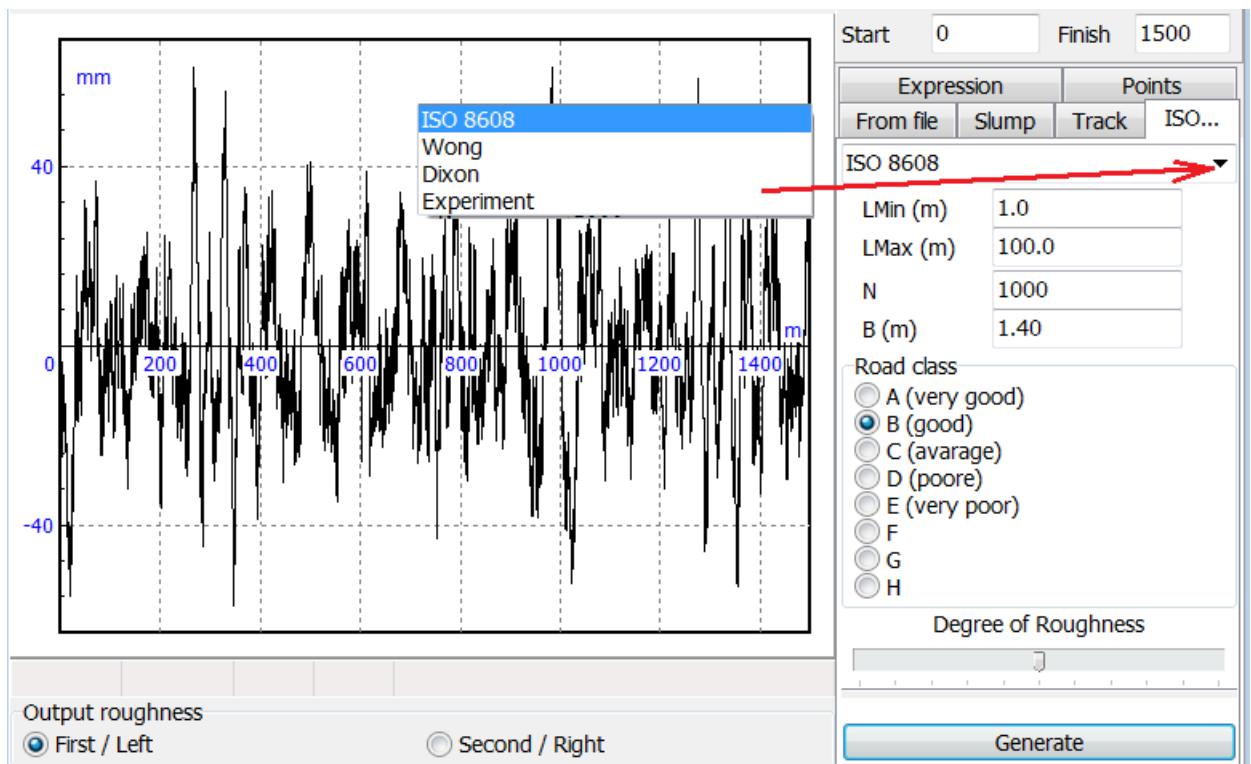 Start 0 Finish 1500
Expression Points
From file Slump Track ISO...
ISO 8608
LMin (m) 1.0
LMax (m) 100.0
N 1000
B (m) 1.40
Road class
A (very good)
B (good)
C (avarage)
D (poore)
E (very poor)
F
G
H
Degree of Roughness
Generate
mm
ISO 8608
Wong
Dixon
Experiment
40
m
0 200 400 600 800 1000 1200 1400
-40
Output roughness
First / Left Second / Right